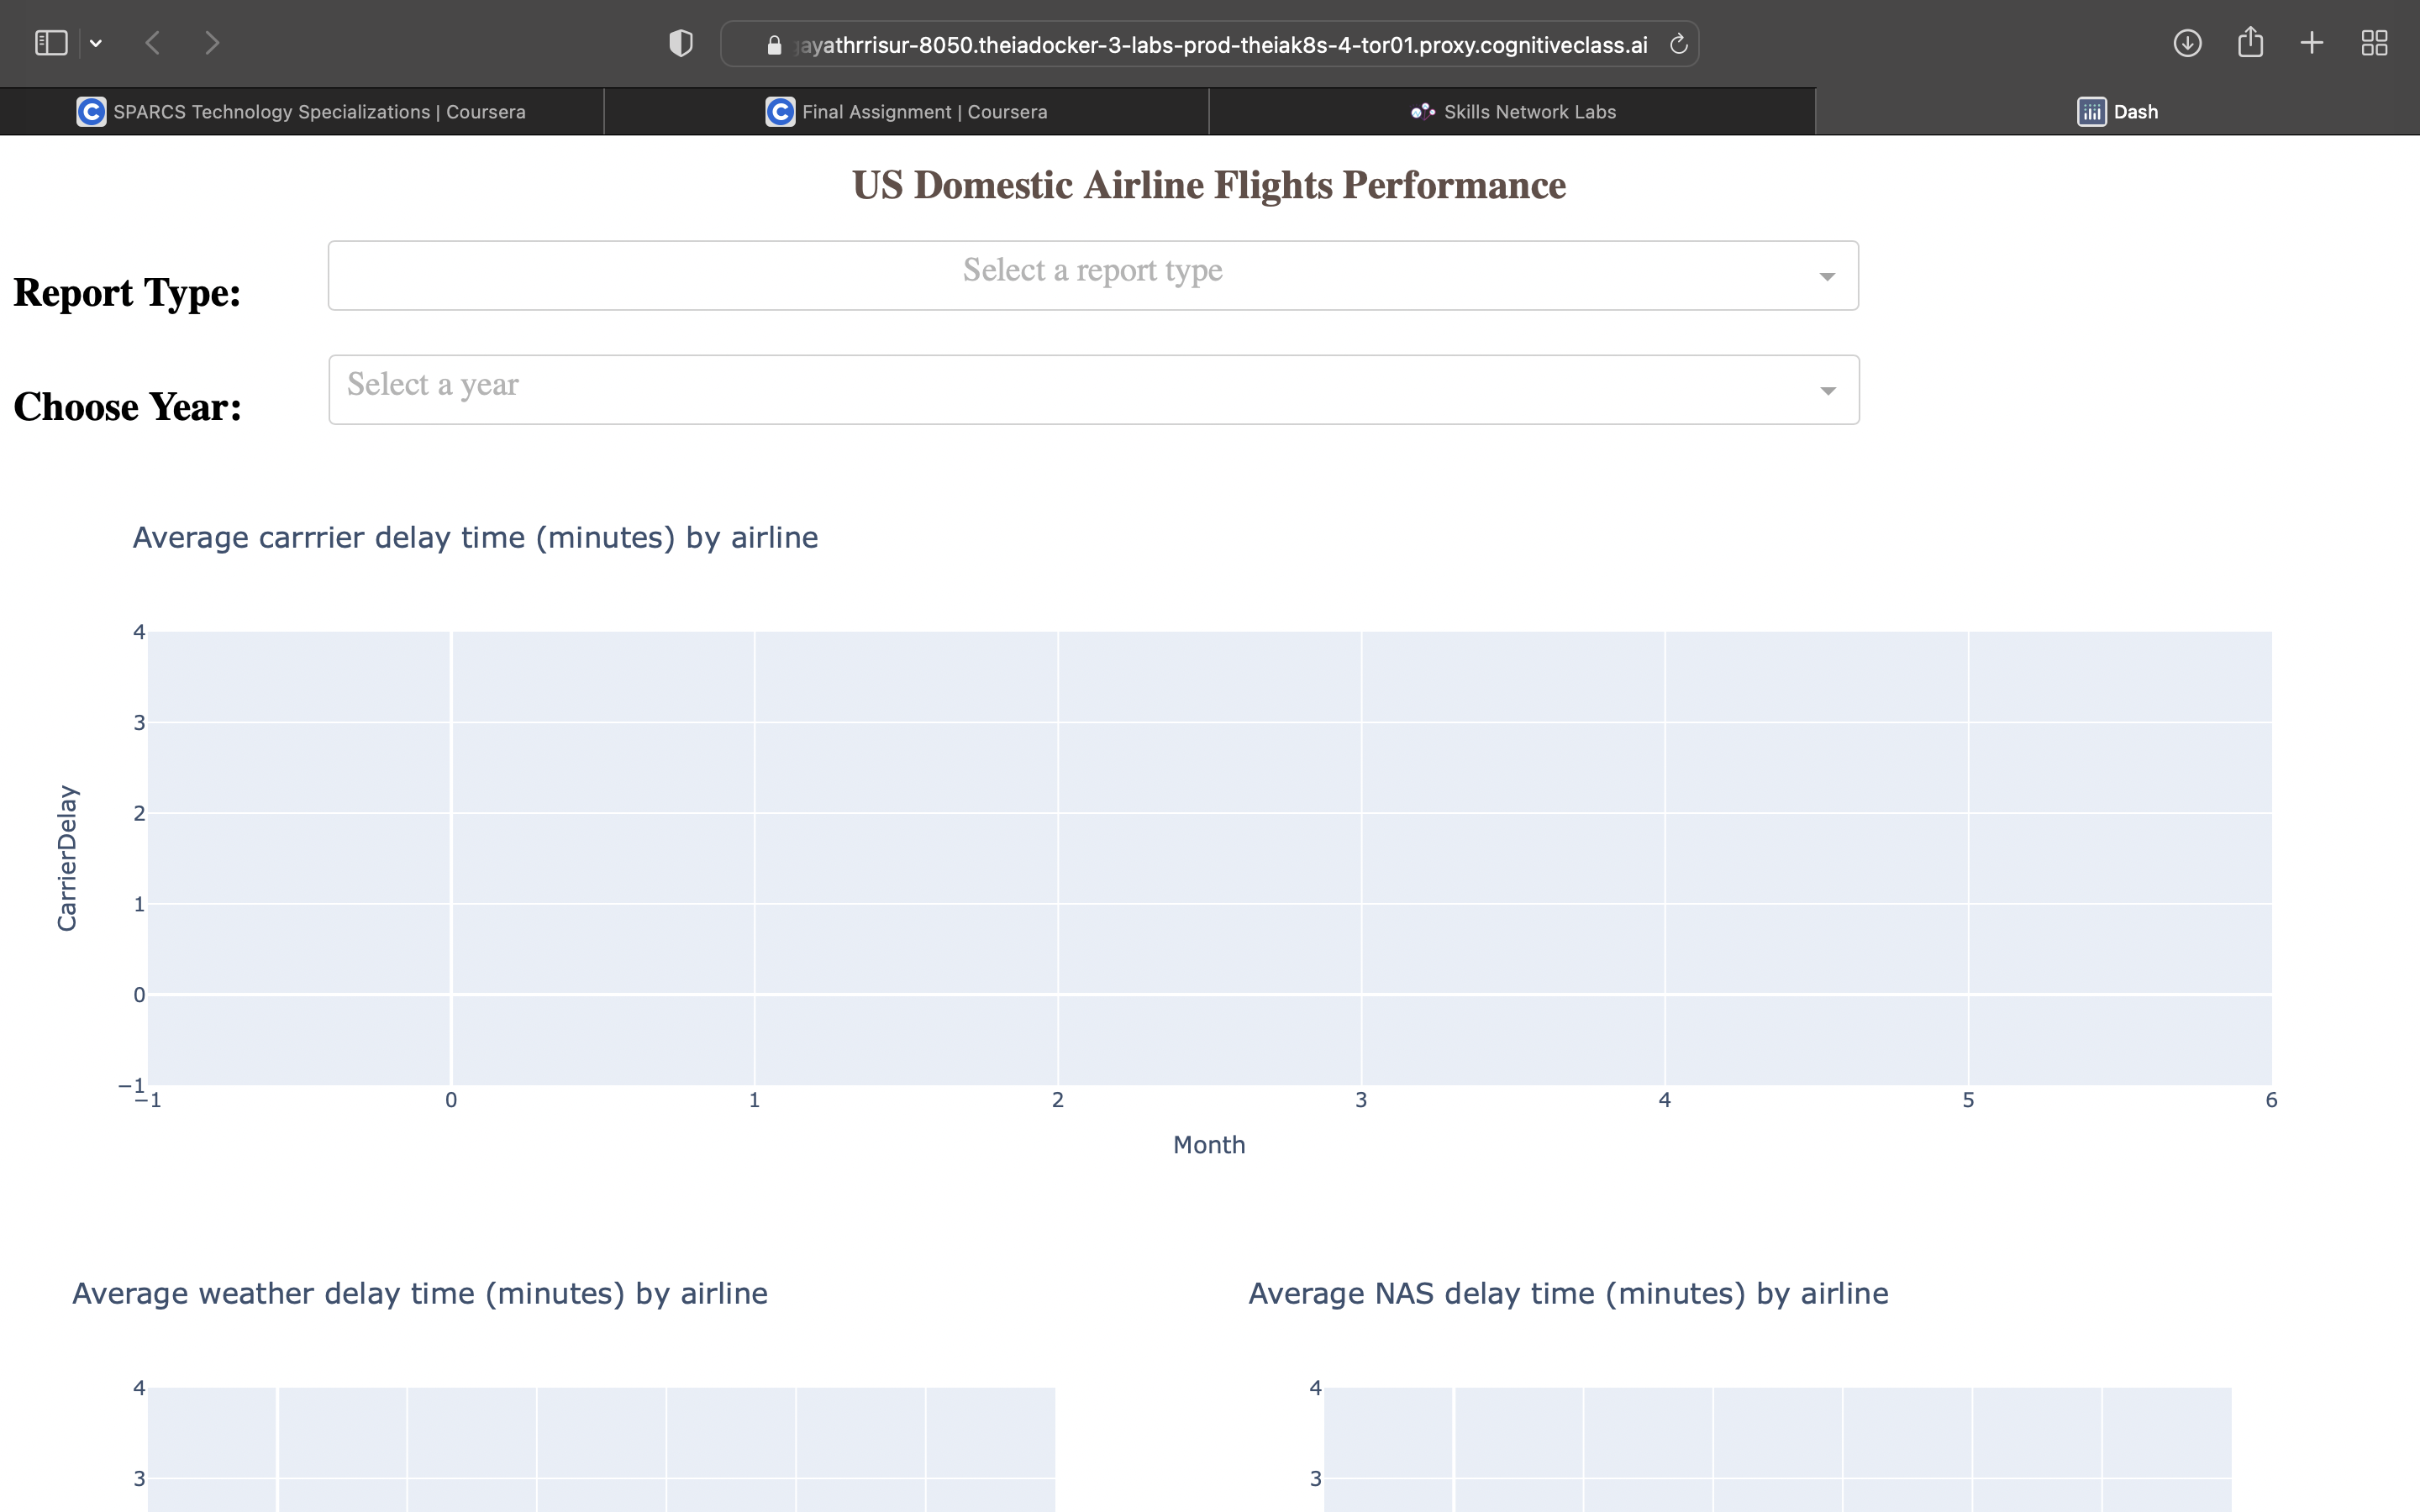 gayathrrisur-8050.theiadocker-3-labs-prod-theiak8s-4-tor01.proxy.cognitiveclass.ai
SPARCS Technology Specializations | Coursera
Final Assignment | Coursera
Skills Network Labs
Dash
US Domestic Airline Flights Performance
Report Type:
Select a report type
Choose Year:
Select a year
Average carrrier delay time (minutes) by airline
4
3
2
1
0
−1
CarrierDelay
−1 0 1 2 3 4 5 6
Month
Average weather delay time (minutes) by airline
4
3
Average NAS delay time (minutes) by airline
4
3